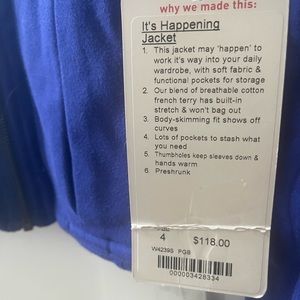 why we made this:
It's Happening
Jacket
1. This jacket may 'happen' to
work it's way into your daily
wardrobe, with soft fabric &
functional pockets for storage
2. Our blend of breathable cotton
french terry has built-in
stretch & won't bag out
3. Body-skimming fit shows off
curves
4. Lots of pockets to stash what
you need
5. Thumbholes keep sleeves down &
hands warm
6. Preshrunk
4 $118.00
W4239S PGB
000003428334